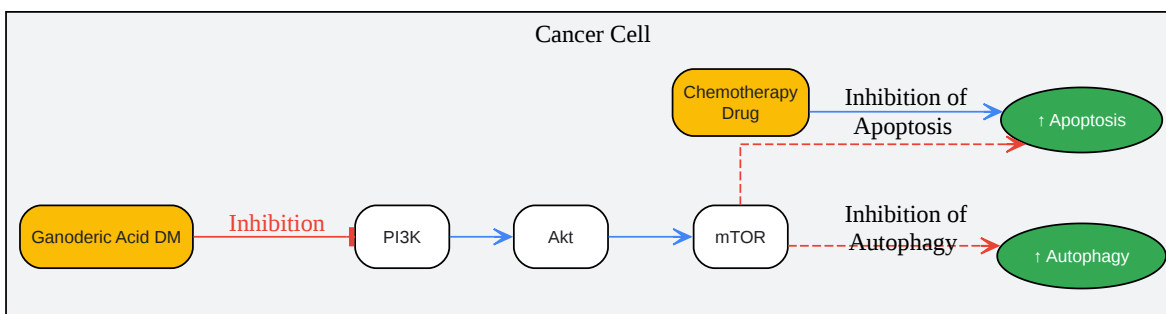 Cancer Cell
Chemotherapy
Drug
Inhibition of
Apoptosis
↑ Apoptosis
Ganoderic Acid DM
Inhibition
PI3K
Akt
mTOR
Inhibition of
Autophagy
↑ Autophagy